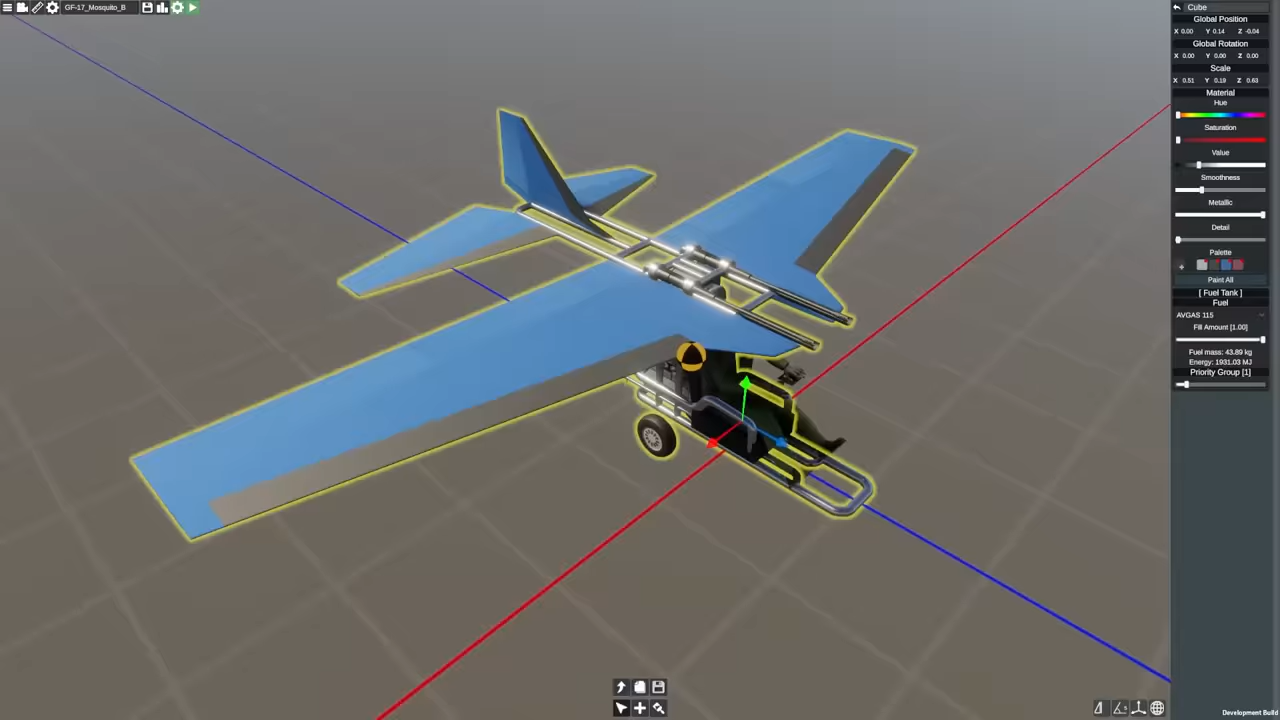 GF-17_Mosquito_B
Cube
Global Position
X 0.00 Y 0.14 Z -0.04
Global Rotation
X 0.00 Y 0.00 Z 0.00
Scale
X 0.51 Y 0.19 Z 0.63
Material
Hue
Saturation
Value
Smoothness
Metallic
Detail
Palette
+
Paint All
[ Fuel Tank ]
Fuel
AVGAS 115
Fill Amount [1.00]
Fuel mass: 43.89 kg
Energy: 1931.03 MJ
Priority Group [1]
Development Build